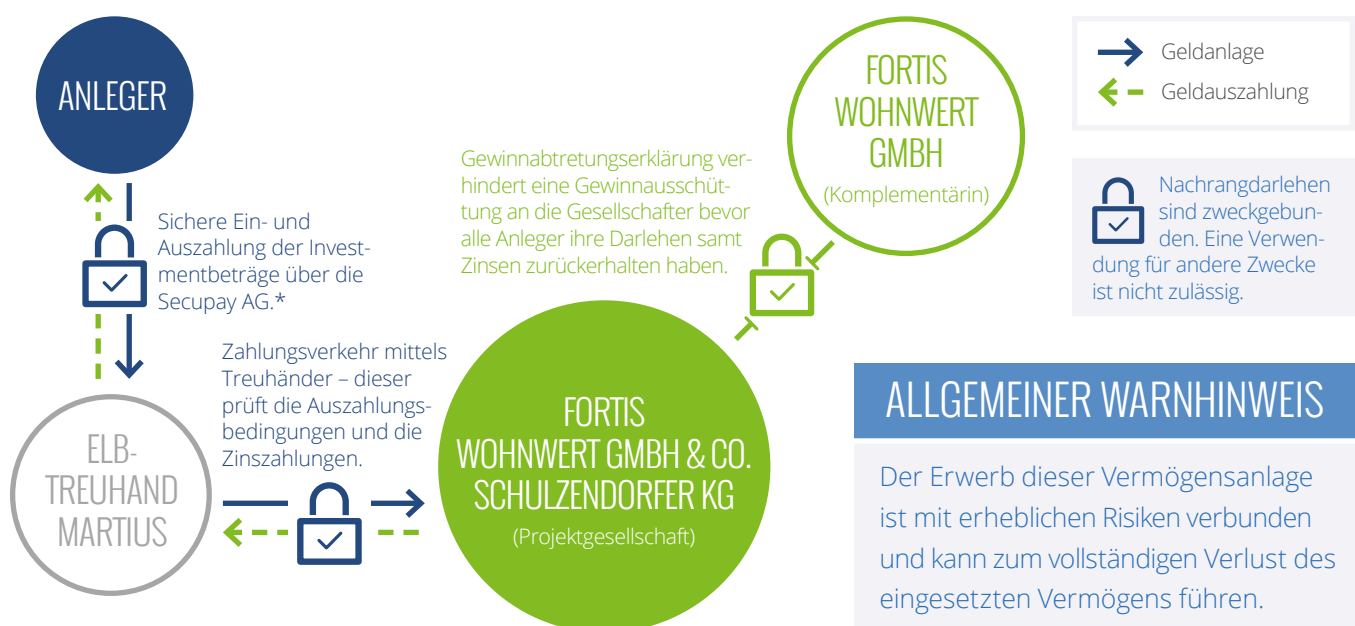 ANLEGER
Sichere Ein- und
Auszahlung der Invest-
mentbeträge über die
Secupay AG.*
ELB-
TREUHAND
MARTIUS
Zahlungsverkehr mittels
Treuhänder – dieser
prüft die Auszahlungs-
bedingungen und die
Zinszahlungen.
FORTIS
WOHNWERT GMBH & CO.
SCHULZENDORFER KG
(Projektgesellschaft)
Gewinnabtretungserklärung ver-
hindert eine Gewinnausschüt-
tung an die Gesellschafter bevor
alle Anleger ihre Darlehen samt
Zinsen zurückerhalten haben.
FORTIS
WOHNWERT
GMBH
(Komplementärin)
Geldanlage
Geldauszahlung
Nachrangdarlehen
sind zweckgebun-
den. Eine Verwen-
dung für andere Zwecke
ist nicht zulässig.
ALLGEMEINER WARNHINWEIS
Der Erwerb dieser Vermögensanlage
ist mit erheblichen Risiken verbunden
und kann zum vollständigen Verlust des
eingesetzten Vermögens führen.